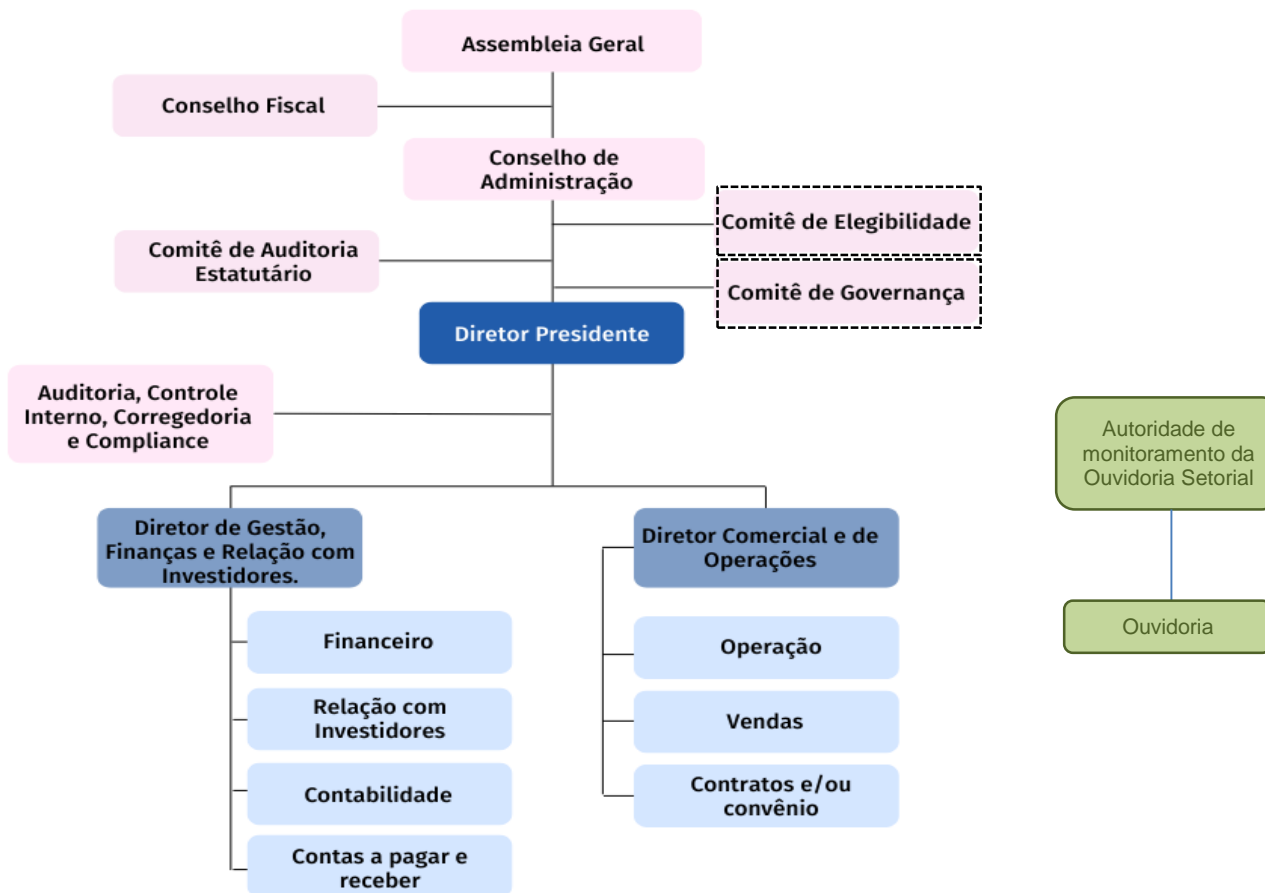 Assembleia Geral
Conselho Fiscal
Conselho de
Administração
Comitê de Elegibilidade
Comitê de Auditoria
Estatutário
Comitê de Governança
Diretor Presidente
Auditoria, Controle
Interno, Corregedoria
e Compliance
Autoridade de
monitoramento da
Ouvidoria Setorial
Ouvidoria
Diretor de Gestão,
Finanças e Relação com
Investidores.
Financeiro
Relação com
Investidores
Contabilidade
Contas a pagar e
receber
Diretor Comercial e de
Operações
Operação
Vendas
Contratos e/ou
convênio